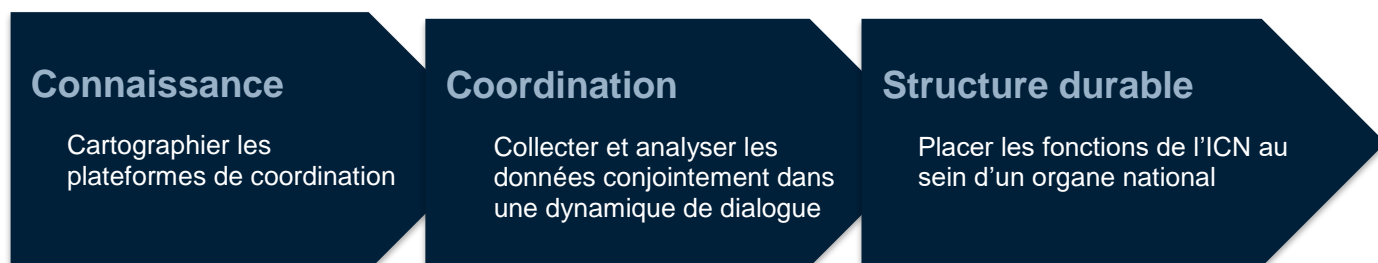 Connaissance
Cartographier les
plateformes de coordination
Coordination
Collecter et analyser les
données conjointement dans
une dynamique de dialogue
Structure durable
Placer les fonctions de l’ICN au
sein d’un organe national